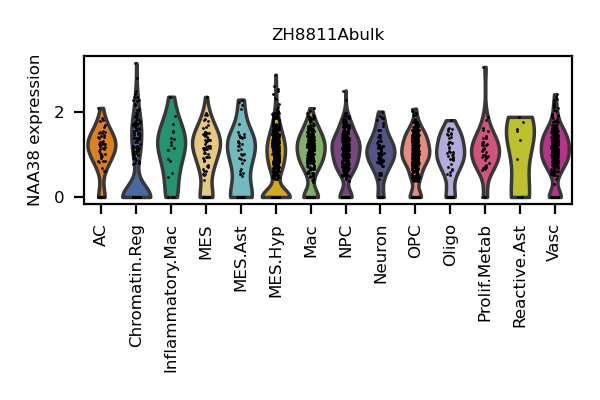 ZH8811Abulk
NAA38 expression
2
0
AC
Chromatin.Reg
Inflammatory.Mac
MES
MES.Ast
MES.Hyp
Mac
NPC
Neuron
OPC
Oligo
Prolif.Metab
Reactive.Ast
Vasc